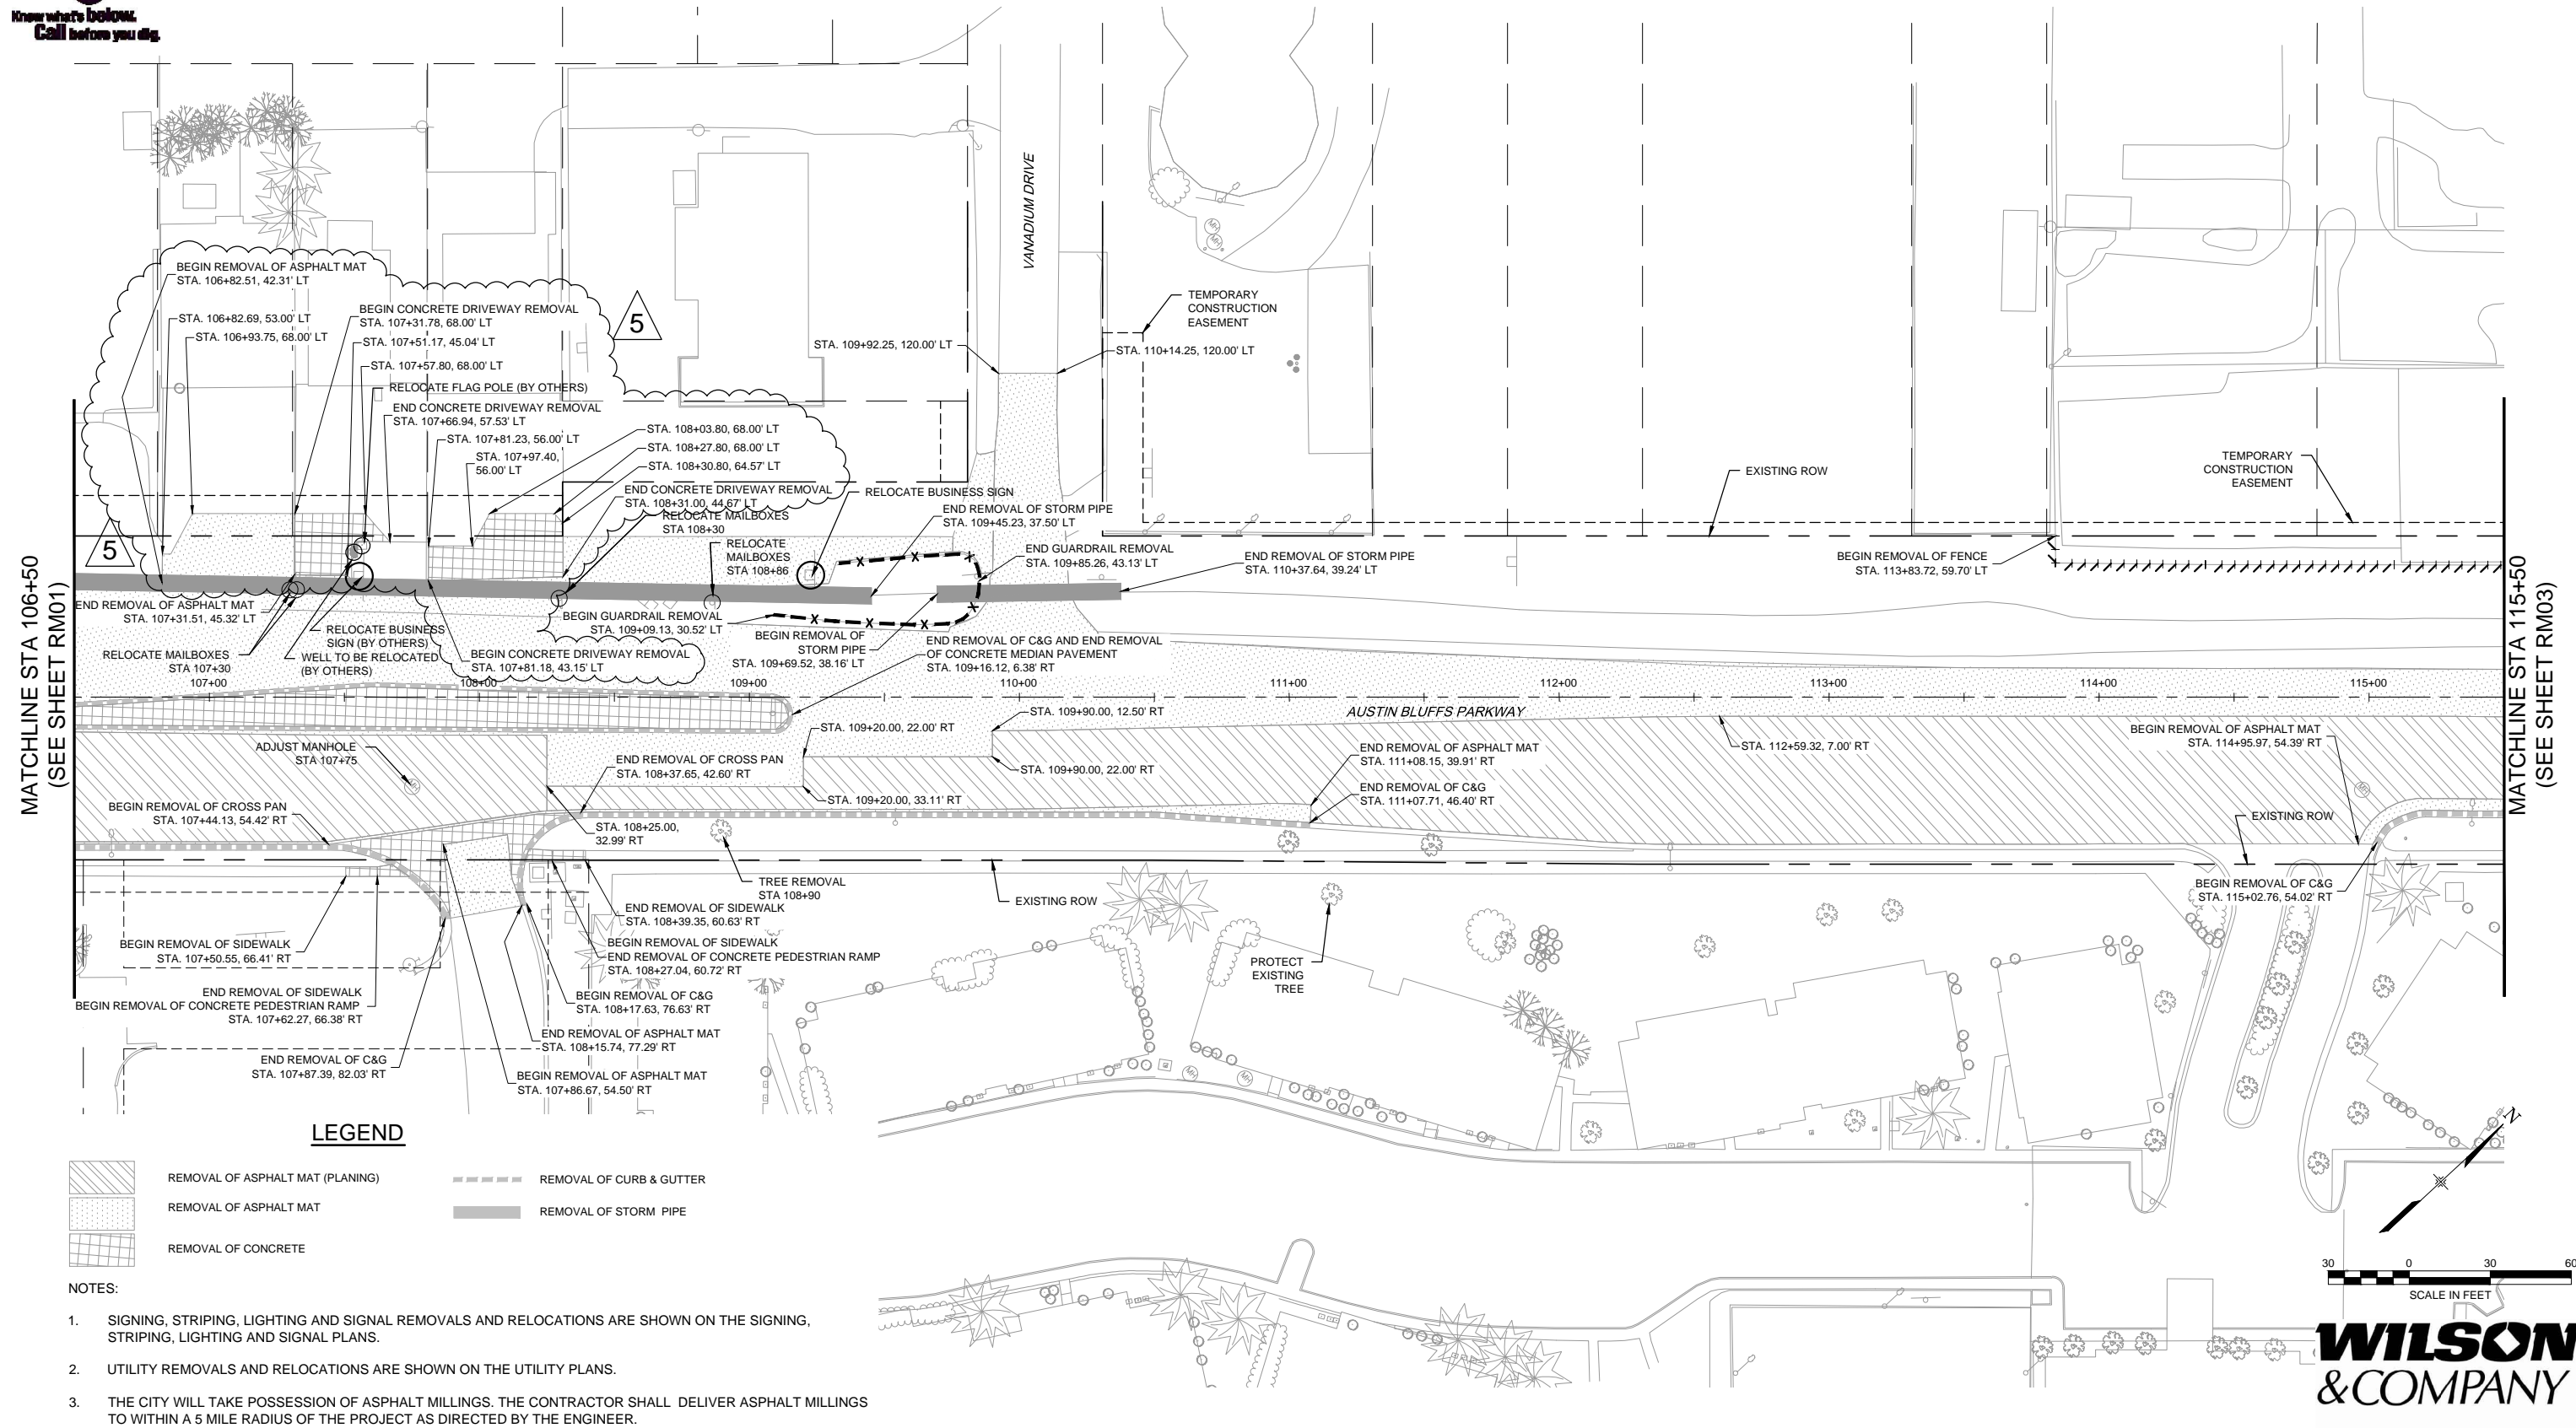 Know what's below.
Call before you dig.
BEGIN REMOVAL OF ASPHALT MAT
STA. 106+82.51, 42.31' LT
STA. 106+82.69, 53.00' LT
STA. 106+93.75, 68.00' LT
BEGIN CONCRETE DRIVEWAY REMOVAL
STA. 107+31.78, 68.00' LT
STA. 107+51.17, 45.04' LT
STA. 107+57.80, 68.00' LT
RELOCATE FLAG POLE (BY OTHERS)
END CONCRETE DRIVEWAY REMOVAL
STA. 107+66.94, 57.53' LT
STA. 107+81.23, 56.00' LT
STA. 107+97.40,
56.00' LT
5
STA. 108+03.80, 68.00' LT
STA. 108+27.80, 68.00' LT
STA. 108+30.80, 64.57' LT
END CONCRETE DRIVEWAY REMOVAL
STA. 108+31.00, 44.67' LT
RELOCATE MAILBOXES
STA 108+30
RELOCATE
MAILBOXES
STA 108+86
RELOCATE BUSINESS SIGN
END REMOVAL OF STORM PIPE
STA. 109+45.23, 37.50' LT
STA. 109+92.25, 120.00' LT
VANADIUM DRIVE
TEMPORARY
CONSTRUCTION
EASEMENT
STA. 110+14.25, 120.00' LT
END GUARDRAIL REMOVAL
STA. 109+85.26, 43.13' LT
END REMOVAL OF STORM PIPE
STA. 110+37.64, 39.24' LT
EXISTING ROW
BEGIN REMOVAL OF FENCE
STA. 113+83.72, 59.70' LT
TEMPORARY
CONSTRUCTION
EASEMENT
5
MATCHLINE STA 106+50
(SEE SHEET RM01)
MATCHLINE STA 115+50
(SEE SHEET RM03)
END REMOVAL OF ASPHALT MAT
STA. 107+31.51, 45.32' LT
RELOCATE MAILBOXES
STA 107+30
RELOCATE BUSINESS
SIGN (BY OTHERS)
WELL TO BE RELOCATED
(BY OTHERS)
BEGIN CONCRETE DRIVEWAY REMOVAL
STA. 107+81.18, 43.15' LT
BEGIN GUARDRAIL REMOVAL
STA. 109+09.13, 30.52' LT
BEGIN REMOVAL OF
STORM PIPE
STA. 109+69.52, 38.16' LT
END REMOVAL OF C&G AND END REMOVAL
OF CONCRETE MEDIAN PAVEMENT
STA. 109+16.12, 6.38' RT
107+00
108+00
109+00
110+00
111+00
112+00
113+00
114+00
115+00
AUSTIN BLUFFS PARKWAY
ADJUST MANHOLE
STA 107+75
STA. 109+20.00, 22.00' RT
STA. 109+90.00, 12.50' RT
STA. 109+90.00, 22.00' RT
STA. 109+20.00, 33.11' RT
END REMOVAL OF CROSS PAN
STA. 108+37.65, 42.60' RT
BEGIN REMOVAL OF CROSS PAN
STA. 107+44.13, 54.42' RT
STA. 108+25.00,
32.99' RT
END REMOVAL OF ASPHALT MAT
STA. 111+08.15, 39.91' RT
END REMOVAL OF C&G
STA. 111+07.71, 46.40' RT
STA. 112+59.32, 7.00' RT
BEGIN REMOVAL OF ASPHALT MAT
STA. 114+95.97, 54.39' RT
MH
MH
MH
MH
EXISTING ROW
BEGIN REMOVAL OF C&G
STA. 115+02.76, 54.02' RT
TREE REMOVAL
STA 108+90
EXISTING ROW
END REMOVAL OF SIDEWALK
STA. 108+39.35, 60.63' RT
BEGIN REMOVAL OF SIDEWALK
END REMOVAL OF CONCRETE PEDESTRIAN RAMP
STA. 108+27.04, 60.72' RT
BEGIN REMOVAL OF C&G
STA. 108+17.63, 76.63' RT
END REMOVAL OF ASPHALT MAT
STA. 108+15.74, 77.29' RT
BEGIN REMOVAL OF ASPHALT MAT
STA. 107+86.67, 54.50' RT
BEGIN REMOVAL OF SIDEWALK
STA. 107+50.55, 66.41' RT
END REMOVAL OF SIDEWALK
BEGIN REMOVAL OF CONCRETE PEDESTRIAN RAMP
STA. 107+62.27, 66.38' RT
END REMOVAL OF C&G
STA. 107+87.39, 82.03' RT
PROTECT
EXISTING
TREE
MH
MH
LEGEND
REMOVAL OF ASPHALT MAT (PLANING)
REMOVAL OF ASPHALT MAT
REMOVAL OF CONCRETE
REMOVAL OF CURB & GUTTER
REMOVAL OF STORM PIPE
NOTES:
1. SIGNING, STRIPING, LIGHTING AND SIGNAL REMOVALS AND RELOCATIONS ARE SHOWN ON THE SIGNING,
STRIPING, LIGHTING AND SIGNAL PLANS.
2. UTILITY REMOVALS AND RELOCATIONS ARE SHOWN ON THE UTILITY PLANS.
3. THE CITY WILL TAKE POSSESSION OF ASPHALT MILLINGS. THE CONTRACTOR SHALL DELIVER ASPHALT MILLINGS
TO WITHIN A 5 MILE RADIUS OF THE PROJECT AS DIRECTED BY THE ENGINEER.
N
30 0 30 60
SCALE IN FEET
WILSON
&COMPANY